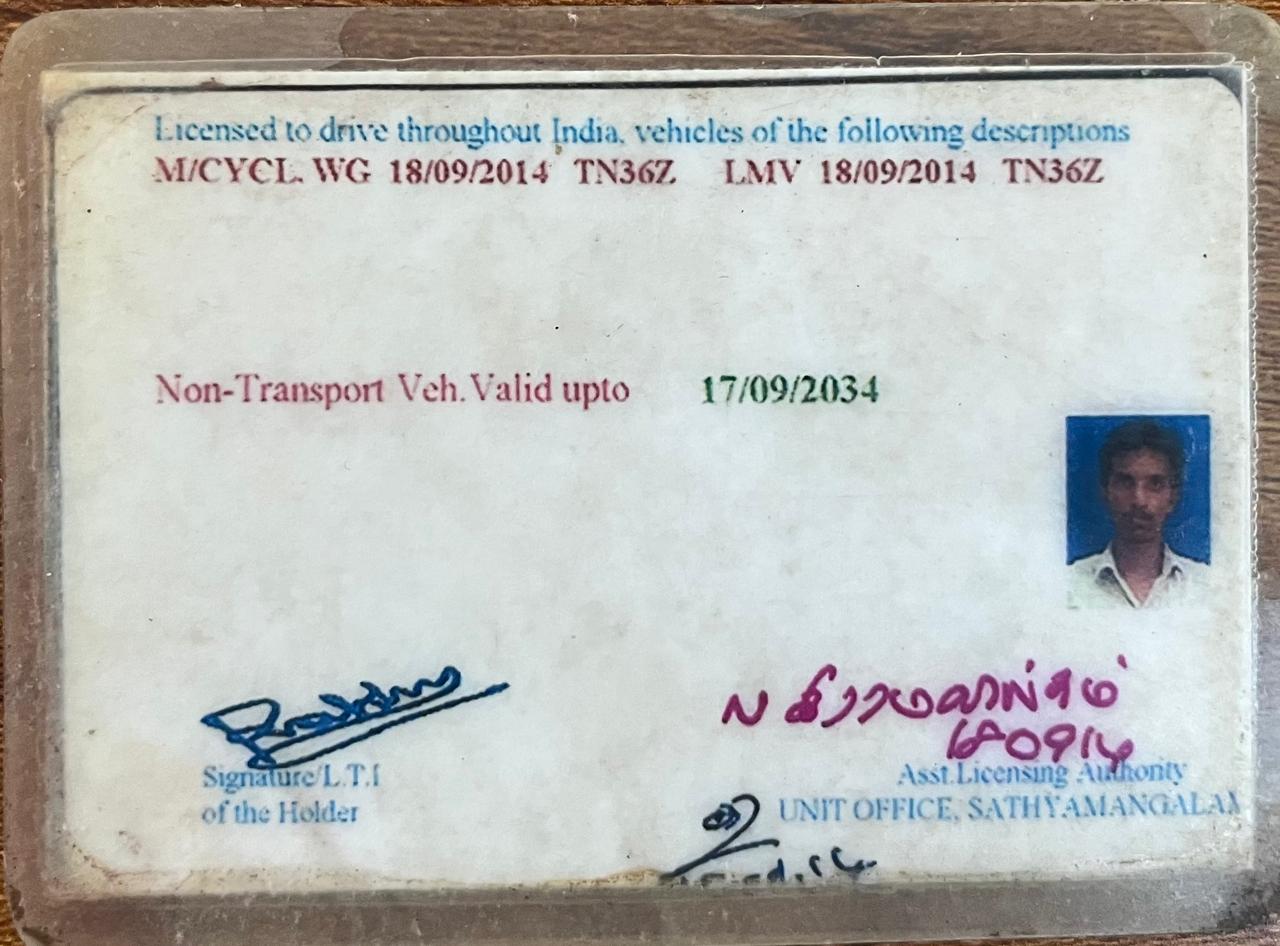 Licensed to drive throughout India, vehicles of the following descriptions
M/CYCL. WG 18/09/2014 TN36Z LMV 18/09/2014 TN36Z
Non-Transport Veh.Valid upto 17/09/2034
Signature/L.T.I
of the Holder
Asst.Licensing Authority
UNIT OFFICE, SATHYAMANGALAM